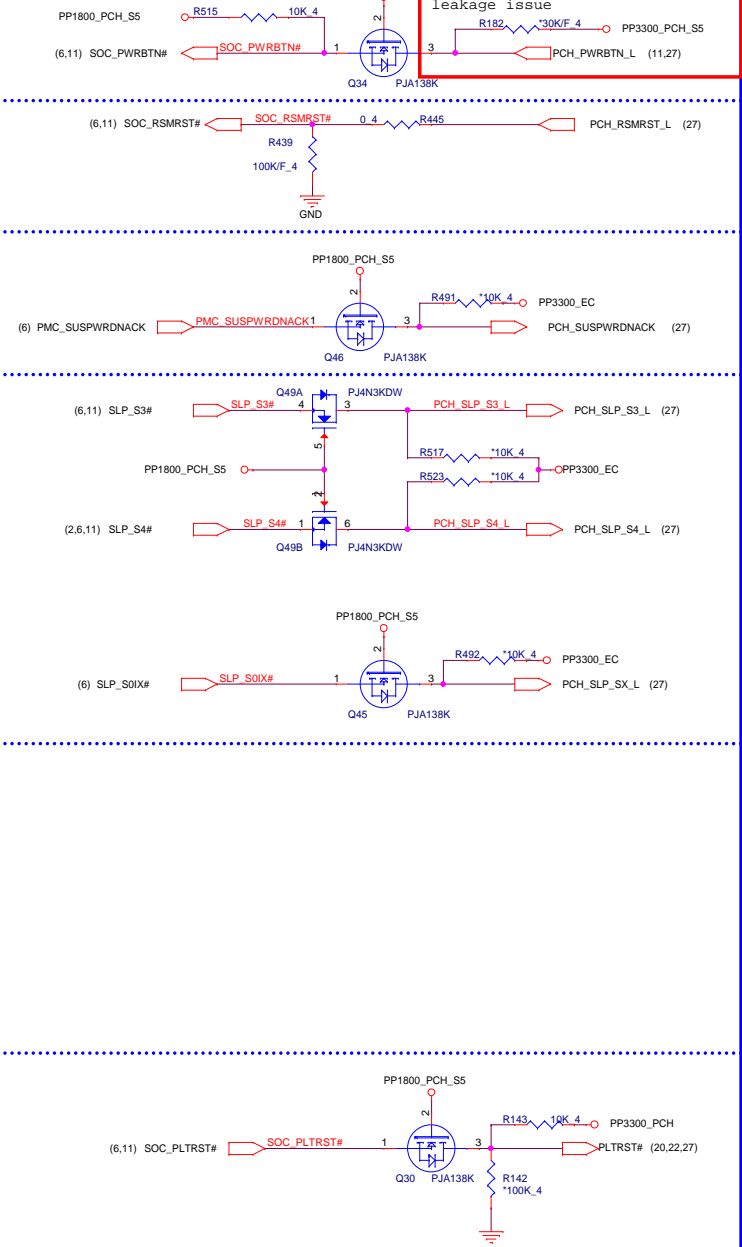 leakage issue
PP1800_PCH_S5 R515 10K_4 2 R182 *30K/F_4 PP3300_PCH_S5
(6,11) SOC_PWRBTN# SOC_PWRBTN# 1 3 PCH_PWRBTN_L (11,27)
Q34 PJA138K
(6,11) SOC_RSMRST# SOC_RSMRST# 0_4 R445 PCH_RSMRST_L (27)
R439
100K/F_4
GND
PP1800_PCH_S5
2 R491 *10K_4 PP3300_EC
(6) PMC_SUSPWRDNACK PMC_SUSPWRDNACK 1 3 PCH_SUSPWRDNACK (27)
Q46 PJA138K
Q49A PJ4N3KDW
(6,11) SLP_S3# SLP_S3# 4 3 PCH_SLP_S3_L PCH_SLP_S3_L (27)
5 R517 *10K_4
PP1800_PCH_S5 PP3300_EC
R523 *10K_4
2
(2,6,11) SLP_S4# SLP_S4# 1 6 PCH_SLP_S4_L PCH_SLP_S4_L (27)
Q49B PJ4N3KDW
PP1800_PCH_S5
2 R492 *10K_4 PP3300_EC
(6) SLP_S0IX# SLP_S0IX# 1 3 PCH_SLP_SX_L (27)
Q45 PJA138K
PP1800_PCH_S5
2 R143 10K_4 PP3300_PCH
(6,11) SOC_PLTRST# SOC_PLTRST# 1 3 PLTRST# (20,22,27)
Q30 PJA138K R142
*100K_4